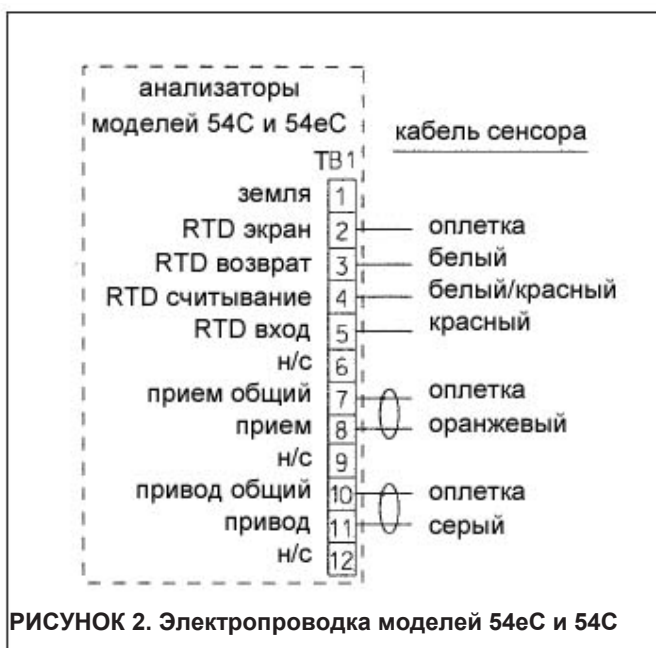 анализаторы
моделей 54С и 54еС
кабель сенсора
ТВ1
земля 1
RTD экран 2 оплетка
RTD возврат 3 белый
RTD считывание 4 белый/красный
RTD вход 5 красный
н/с 6
прием общий 7 оплетка
прием 8 оранжевый
н/с 9
привод общий 10 оплетка
привод 11 серый
н/с 12
РИСУНОК 2. Электропроводка моделей 54еС и 54С